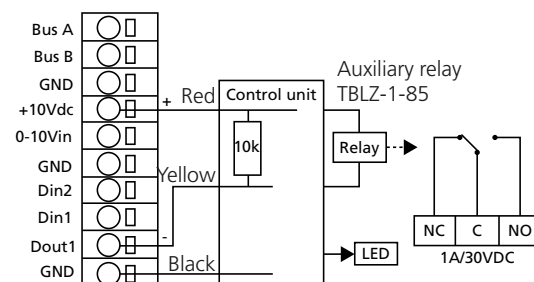 Bus A
Bus B
GND
+10Vdc
0-10Vin
GND
Din2
Din1
Dout1
GND
+ Red
Yellow
-
Black
Control unit
10k
Auxiliary relay
TBLZ-1-85
Relay
LED
NC C NO
1A/30VDC